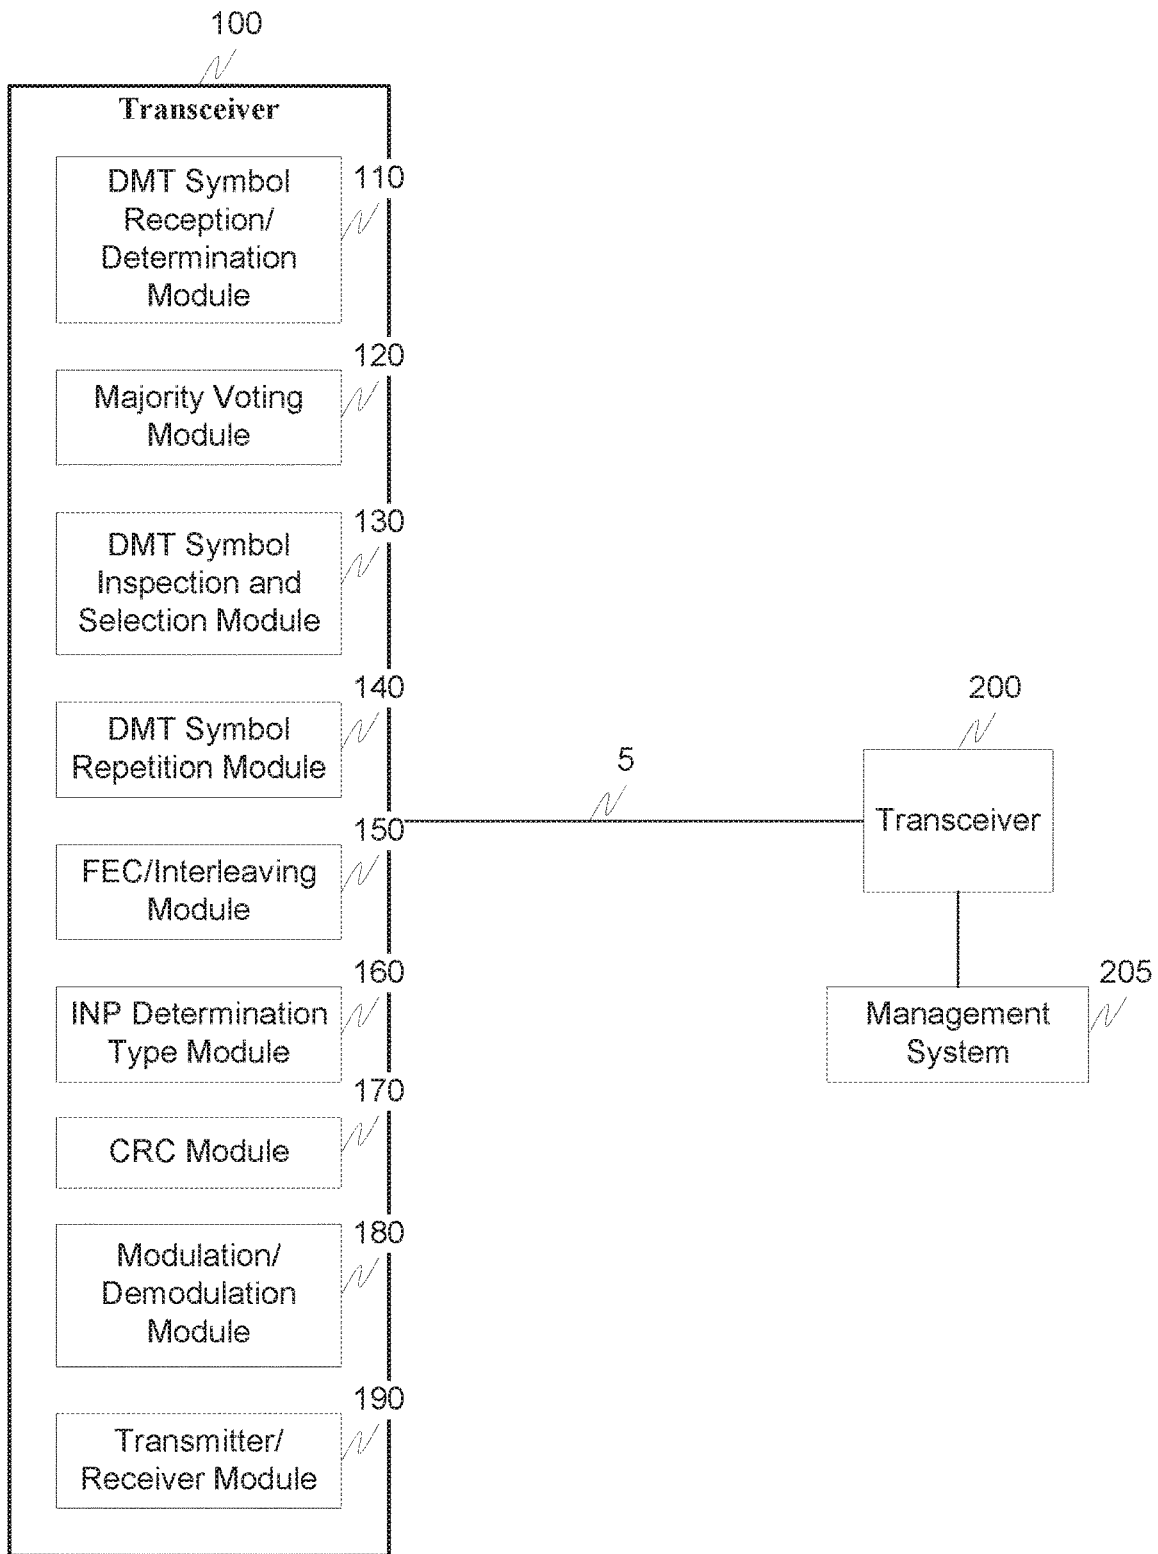 100
Transceiver
DMT Symbol
Reception/
Determination
Module
110
Majority Voting
Module
120
DMT Symbol
Inspection and
Selection Module
130
DMT Symbol
Repetition Module
140
FEC/Interleaving
Module
150
INP Determination
Type Module
160
CRC Module
170
Modulation/
Demodulation
Module
180
Transmitter/
Receiver Module
190
5
200
Transceiver
205
Management
System